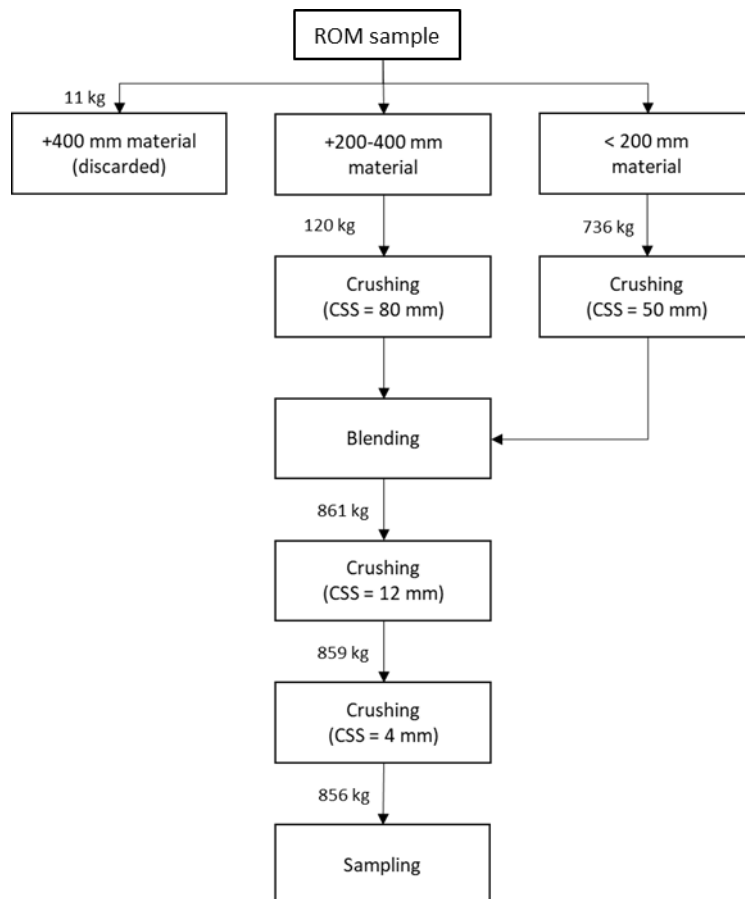 ROM sample
11 kg
+400 mm material
(discarded)
+200-400 mm
material
< 200 mm
material
120 kg
736 kg
Crushing
(CSS = 80 mm)
Crushing
(CSS = 50 mm)
Blending
861 kg
Crushing
(CSS = 12 mm)
859 kg
Crushing
(CSS = 4 mm)
856 kg
Sampling